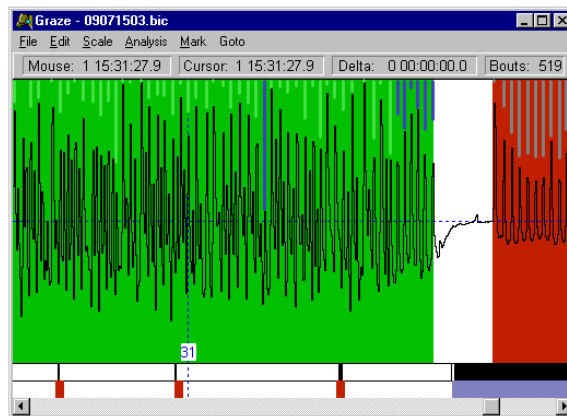 Graze - 09071503.bic
File Edit Scale Analysis Mark Goto
Mouse: 1 15:31:27.9 Cursor: 1 15:31:27.9 Delta: 0 00:00:00.0 Bouts: 519
31